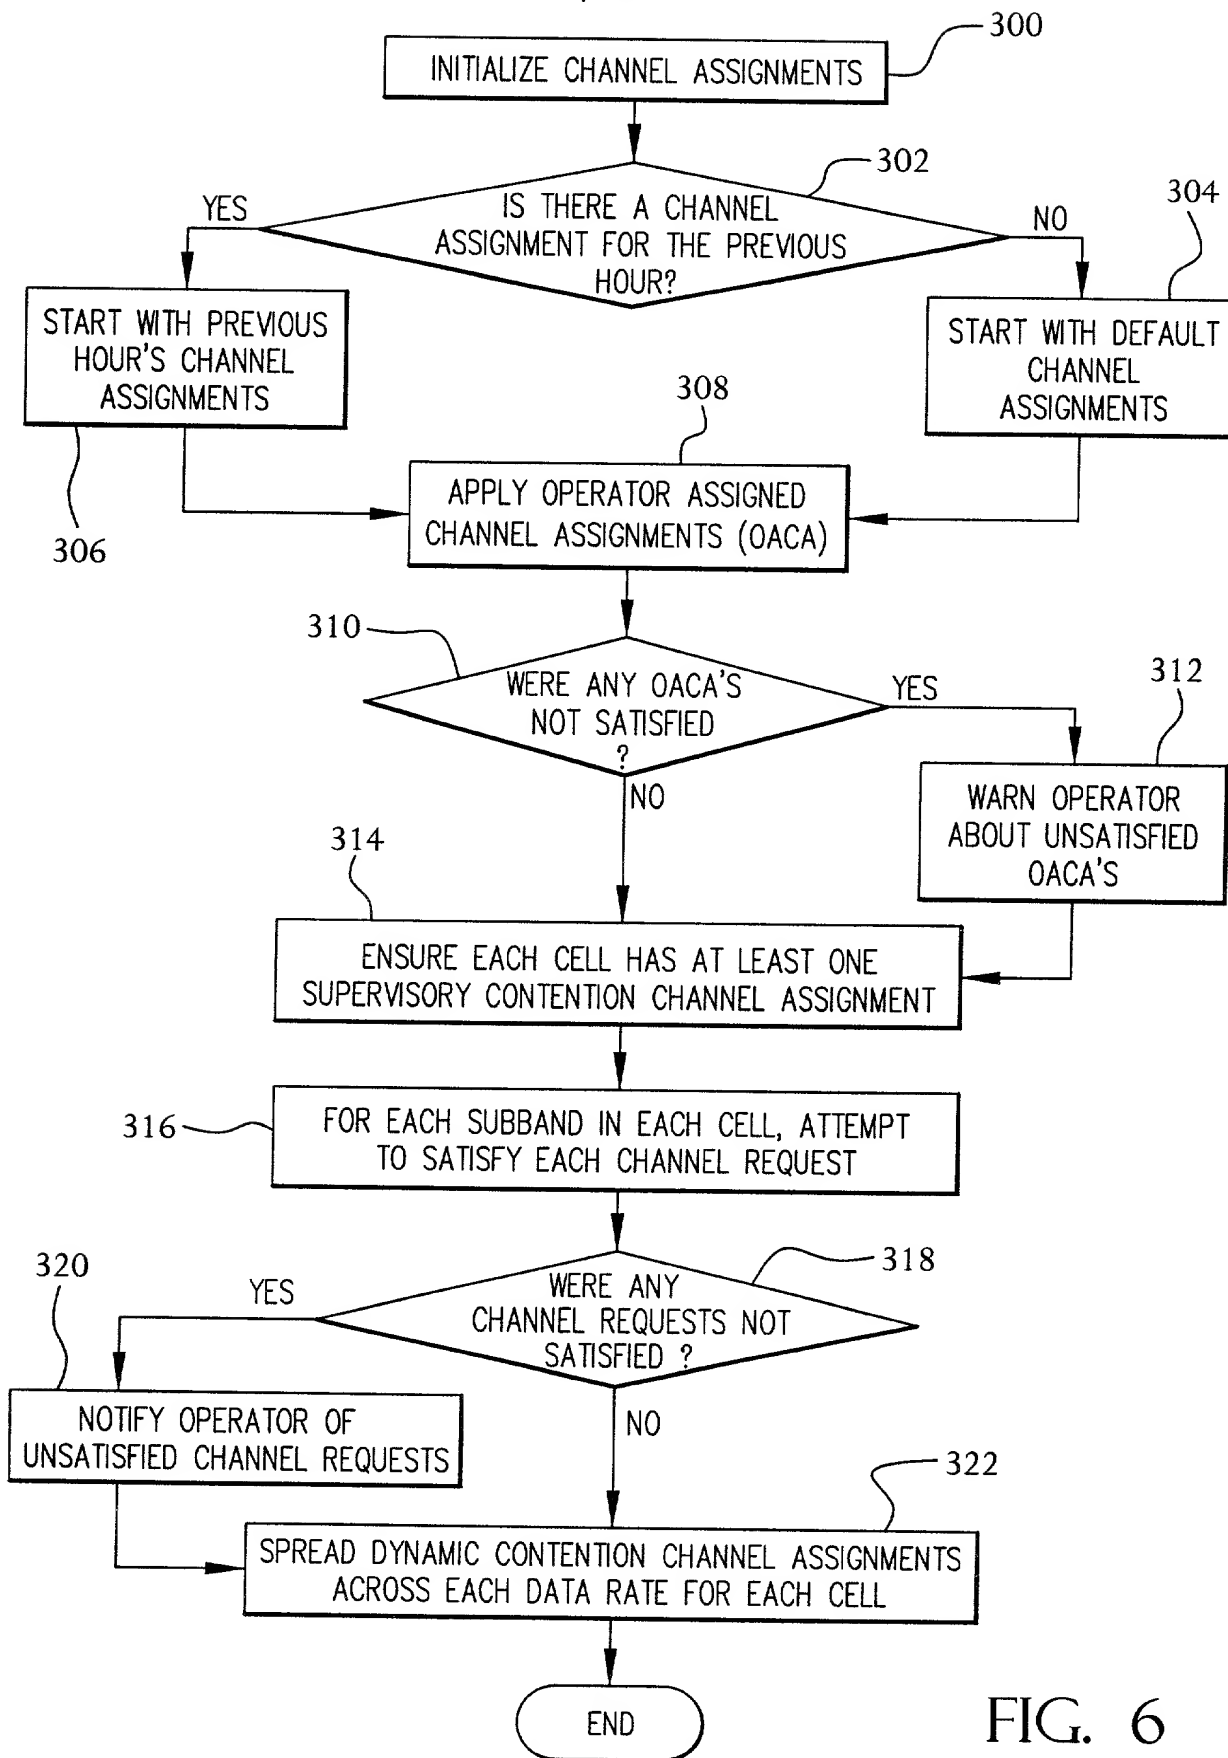 300
INITIALIZE CHANNEL ASSIGNMENTS
302
IS THERE A CHANNEL
ASSIGNMENT FOR THE PREVIOUS
HOUR?
YES
NO
304
START WITH PREVIOUS
HOUR'S CHANNEL
ASSIGNMENTS
306
START WITH DEFAULT
CHANNEL
ASSIGNMENTS
308
APPLY OPERATOR ASSIGNED
CHANNEL ASSIGNMENTS (OACA)
310
WERE ANY OACA'S
NOT SATISFIED
?
YES
NO
312
WARN OPERATOR
ABOUT UNSATISFIED
OACA'S
314
ENSURE EACH CELL HAS AT LEAST ONE
SUPERVISORY CONTENTION CHANNEL ASSIGNMENT
316
FOR EACH SUBBAND IN EACH CELL, ATTEMPT
TO SATISFY EACH CHANNEL REQUEST
318
WERE ANY
CHANNEL REQUESTS NOT
SATISFIED ?
YES
NO
320
NOTIFY OPERATOR OF
UNSATISFIED CHANNEL REQUESTS
322
SPREAD DYNAMIC CONTENTION CHANNEL ASSIGNMENTS
ACROSS EACH DATA RATE FOR EACH CELL
END
FIG. 6